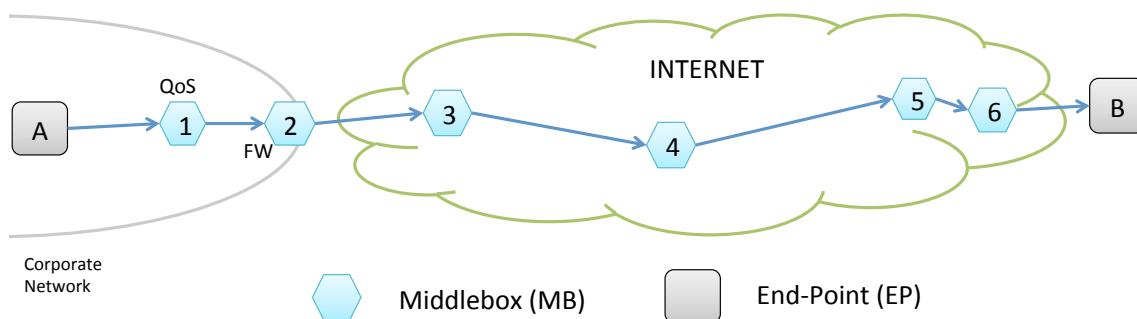 INTERNET
QoS
A
1
2
3
4
5
6
B
FW
Corporate
Network
Middlebox (MB)
End-Point (EP)